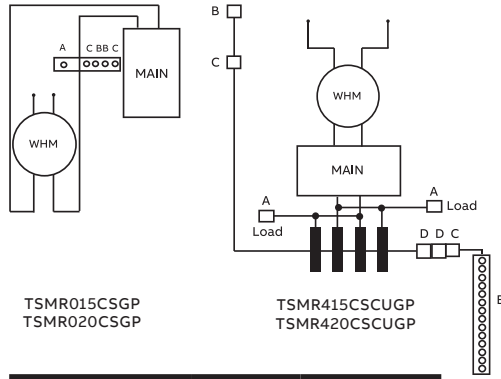 A
C BB C
MAIN
WHM
TSMR015CSGP
TSMR020CSGP
B
C
WHM
MAIN
A
Load
A
Load
D D C
E
TSMR415CSCUGP
TSMR420CSCUGP